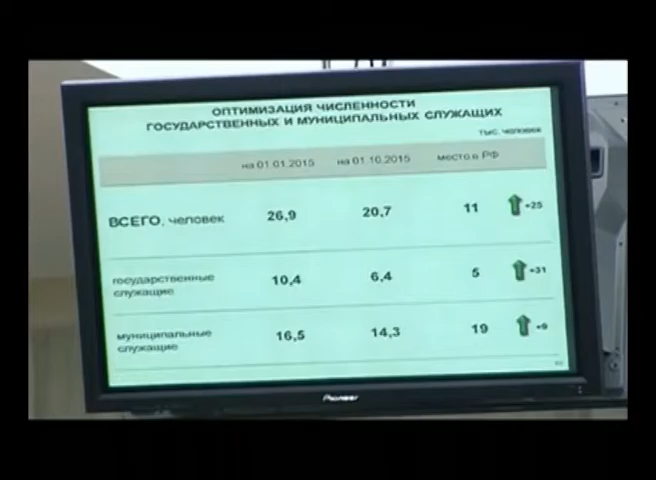 ОПТИМИЗАЦИЯ ЧИСЛЕННОСТИ
ГОСУДАРСТВЕННЫХ И МУНИЦИПАЛЬНЫХ СЛУЖАЩИХ
тыс. человек
на 01.01.2015 на 01.10.2015 место в РФ
ВСЕГО, человек 26,9 20,7 11 +25
государственные
служащие 10,4 6,4 5 +31
муниципальные
служащие 16,5 14,3 19 +9
Pioneer